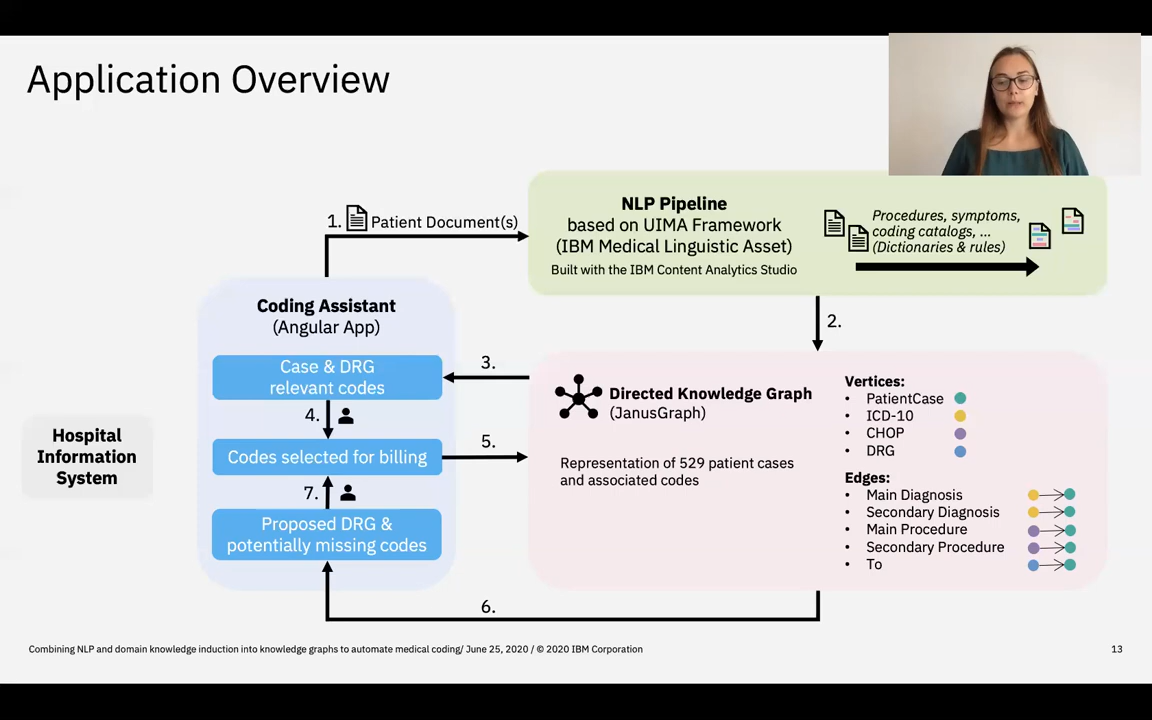 Application Overview
1. Patient Document(s)
NLP Pipeline
based on UIMA Framework
(IBM Medical Linguistic Asset)
Built with the IBM Content Analytics Studio
Procedures, symptoms,
coding catalogs, ...
(Dictionaries & rules)
2.
Coding Assistant
(Angular App)
Case & DRG
relevant codes
3.
4.
Codes selected for billing
5.
7.
Proposed DRG &
potentially missing codes
6.
Hospital
Information
System
Directed Knowledge Graph
(JanusGraph)
Representation of 529 patient cases
and associated codes
Vertices:
• PatientCase
• ICD-10
• CHOP
• DRG
Edges:
• Main Diagnosis
• Secondary Diagnosis
• Main Procedure
• Secondary Procedure
• To
Combining NLP and domain knowledge induction into knowledge graphs to automate medical coding/ June 25, 2020 / © 2020 IBM Corporation
13